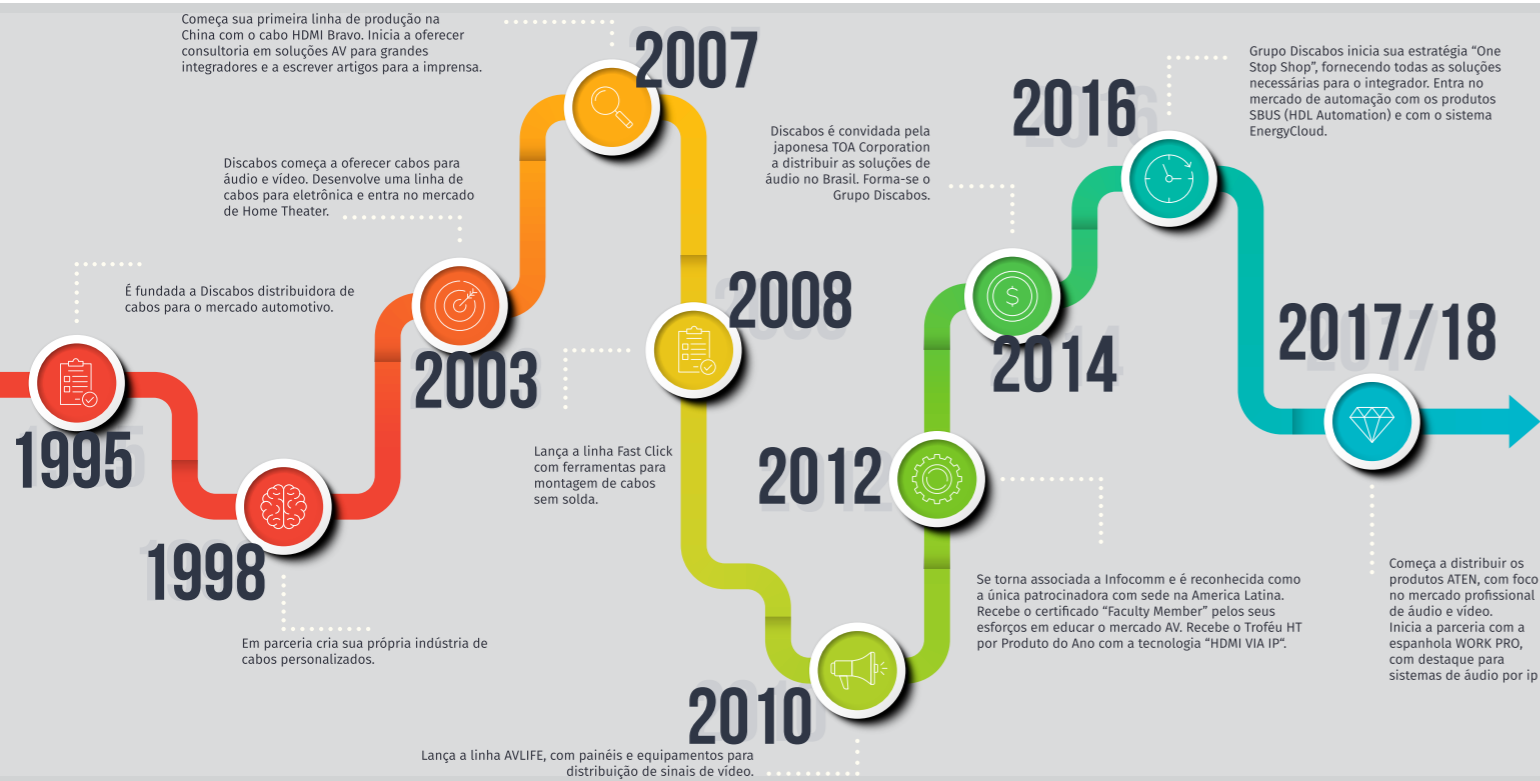 1995
É fundada a Discabos distribuidora de
cabos para o mercado automotivo.
1998
Em parceria cria sua própria indústria de
cabos personalizados.
2003
Discabos começa a oferecer cabos para
áudio e vídeo. Desenvolve uma linha de
cabos para eletrônica e entra no mercado
de Home Theater.
2007
Começa sua primeira linha de produção na
China com o cabo HDMI Bravo. Inicia a oferecer
consultoria em soluções AV para grandes
integradores e a escrever artigos para a imprensa.
2008
Lança a linha Fast Click
com ferramentas para
montagem de cabos
sem solda.
2010
Lança a linha AVLIFE, com painéis e equipamentos para
distribuição de sinais de vídeo.
2012
Se torna associada a Infocomm e é reconhecida como
a única patrocinadora com sede na America Latina.
Recebe o certificado “Faculty Member” pelos seus
esforços em educar o mercado AV. Recebe o Troféu HT
por Produto do Ano com a tecnologia “HDMI VIA IP“.
2014
Discabos é convidada pela
japonesa TOA Corporation
a distribuir as soluções de
áudio no Brasil. Forma-se o
Grupo Discabos.
$
2016
Grupo Discabos inicia sua estratégia “One
Stop Shop”, fornecendo todas as soluções
necessárias para o integrador. Entra no
mercado de automação com os produtos
SBUS (HDL Automation) e com o sistema
EnergyCloud.
2017/18
Começa a distribuir os
produtos ATEN, com foco
no mercado profissional
de áudio e vídeo.
Inicia a parceria com a
espanhola WORK PRO,
com destaque para
sistemas de áudio por ip